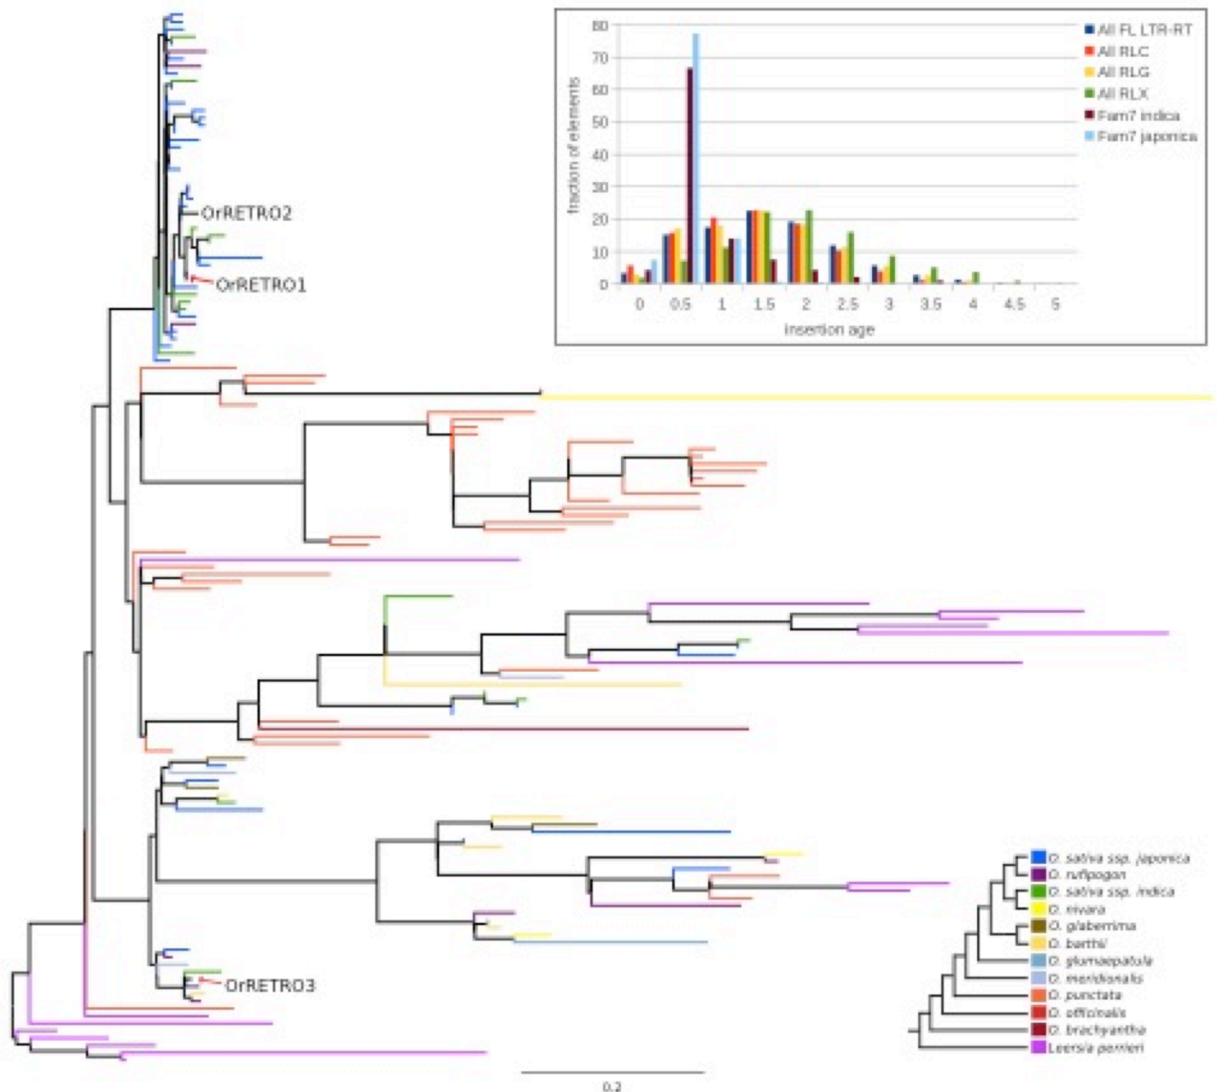 80
70
60
50
40
30
20
10
0
fraction of elements
0 0.5 1 1.5 2 2.5 3 3.5 4 4.5 5
insertion age
All FL LTR-RT
All RLC
All RLG
All RLX
Fam7 indica
Fam7 japonica
OrRETRO2
OrRETRO1
OrRETRO3
O. sativa ssp. japonica
O. rufipogon
O. sativa ssp. indica
O. nivara
O. glaberrima
O. barthii
O. glumaepatula
O. meridionalis
O. punctata
O. officinalis
O. brachyantha
Leersia perrieri
0.2